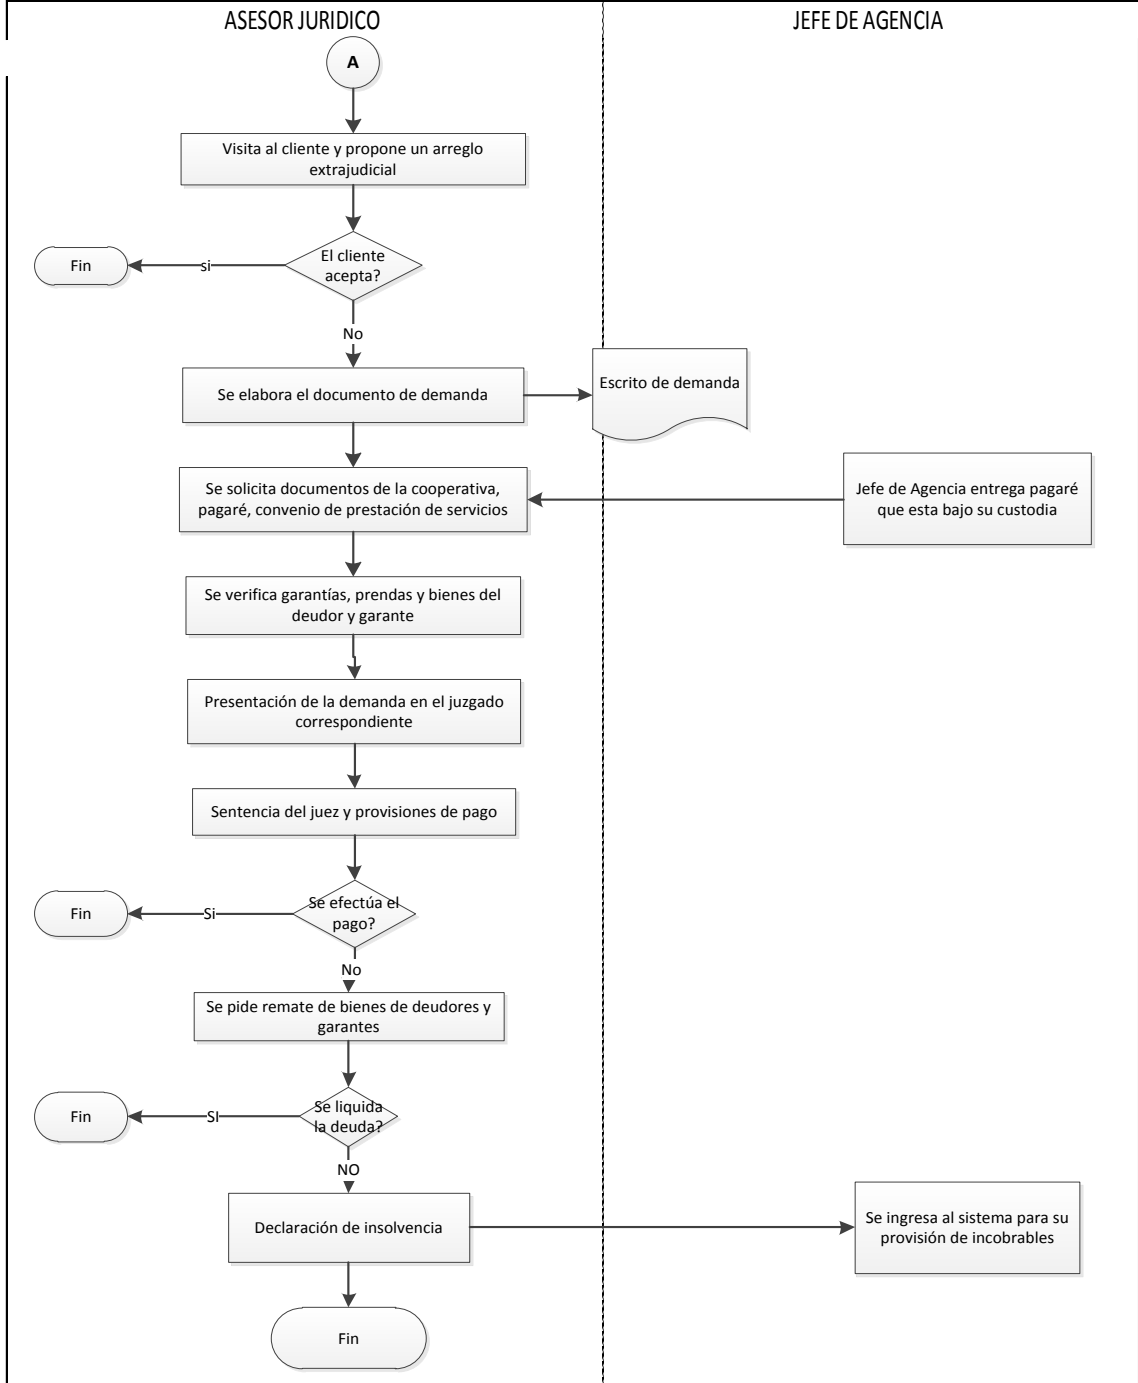 ASESOR JURIDICO
JEFE DE AGENCIA
A
Visita al cliente y propone un arreglo
extrajudicial
El cliente
acepta?
si
Fin
No
Se elabora el documento de demanda
Escrito de demanda
Se solicita documentos de la cooperativa,
pagaré, convenio de prestación de servicios
Jefe de Agencia entrega pagaré
que esta bajo su custodia
Se verifica garantías, prendas y bienes del
deudor y garante
Presentación de la demanda en el juzgado
correspondiente
Sentencia del juez y provisiones de pago
Se efectúa el
pago?
Si
Fin
No
Se pide remate de bienes de deudores y
garantes
Se liquida
la deuda?
SI
Fin
NO
Declaración de insolvencia
Se ingresa al sistema para su
provisión de incobrables
Fin